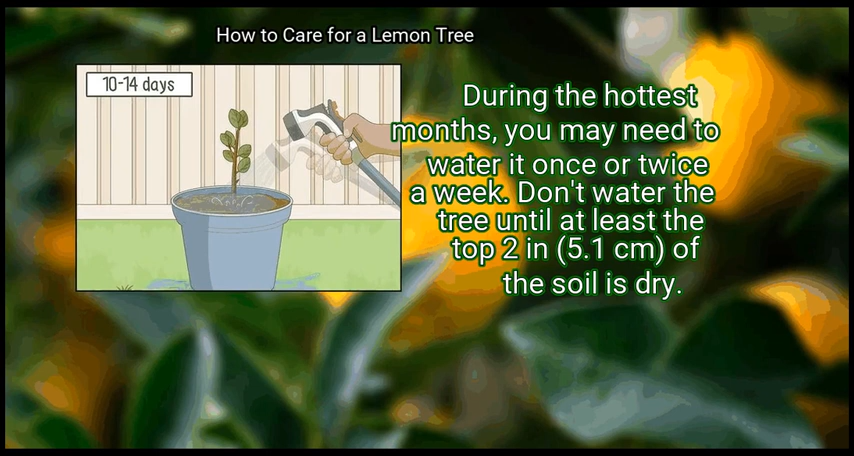 How to Care for a Lemon Tree
10-14 days
During the hottest
months, you may need to
water it once or twice
a week. Don't water the
tree until at least the
top 2 in (5.1 cm) of
the soil is dry.